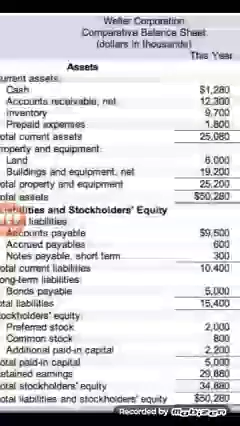 Weller Corporation
Comparative Balance Sheet
(dollars in thousands)
This Year
Assets
urrent assets:
Cash $1,280
Accounts receivable, net 12,300
Inventory 9,700
Prepaid expenses 1,800
otal current assets 25,080
roperty and equipment:
Land 6,000
Buildings and equipment, net 19,200
otal property and equipment 25,200
otal assets $50,280
abilities and Stockholders' Equity
liabilities:
Accounts payable $9,500
Accrued payables 600
Notes payable, short term 300
otal current liabilities 10,400
ong-term liabilities:
Bonds payable 5,000
otal liabilities 15,400
tockholders' equity:
Preferred stock 2,000
Common stock 800
Additional paid-in capital 2,200
otal paid-in capital 5,000
etained earnings 29,880
otal stockholders' equity 34,880
otal liabilities and stockholders' equity $50,280
Recorded by mobizen